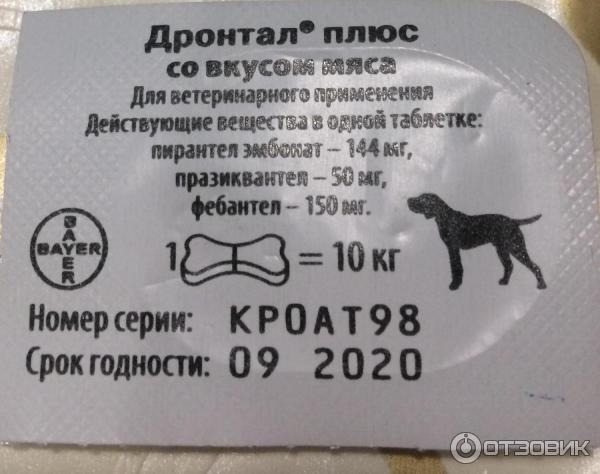 Дронтал® плюс
со вкусом мяса
Для ветеринарного применения
Действующие вещества в одной таблетке:
пирантел эмбонат – 144 мг,
празиквантел – 50 мг,
фебантел – 150 мг.
BAYER
BAYER
1 = 10 кг
Номер серии: KP0AT98
Срок годности: 09 2020
ОТЗОВИК